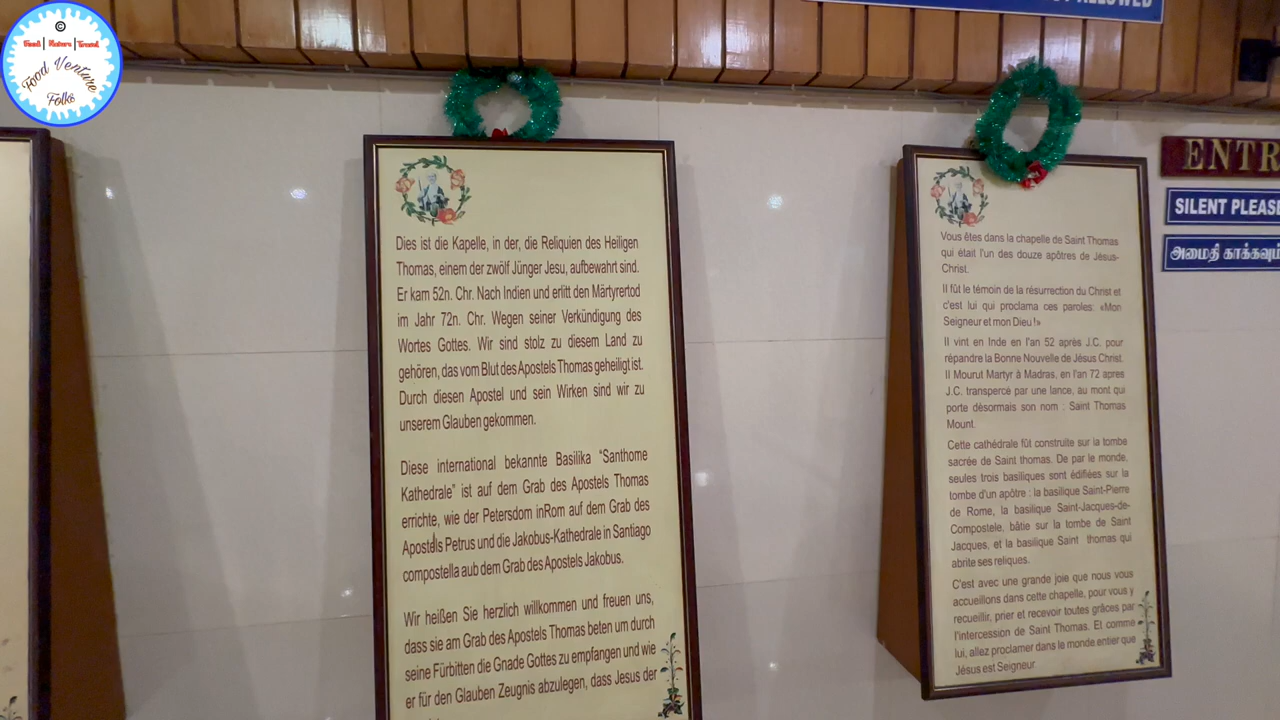 ©
Food | Nature | Travel
Food Venture
Folks
ALLOWED
Dies ist die Kapelle, in der, die Reliquien des Heiligen
Thomas, einem der zwölf Jünger Jesu, aufbewahrt sind.
Er kam 52n. Chr. Nach Indien und erlitt den Märtyrertod
im Jahr 72n. Chr. Wegen seiner Verkündigung des
Wortes Gottes. Wir sind stolz zu diesem Land zu
gehören, das vom Blut des Apostels Thomas geheiligt ist.
Durch diesen Apostel und sein Wirken sind wir zu
unserem Glauben gekommen.
Diese international bekannte Basilika "Santhome
Kathedrale" ist auf dem Grab des Apostels Thomas
errichte, wie der Petersdom inRom auf dem Grab des
Apostels Petrus und die Jakobus-Kathedrale in Santiago
compostella aub dem Grab des Apostels Jakobus.
Wir heißen Sie herzlich willkommen und freuen uns,
dass sie am Grab des Apostels Thomas beten um durch
seine Fürbitten die Gnade Gottes zu empfangen und wie
er für den Glauben Zeugnis abzulegen, dass Jesus der
Vous êtes dans la chapelle de Saint Thomas
qui était l'un des douze apôtres de Jésus-
Christ.
Il fût le témoin de la résurrection du Christ et
c'est lui qui proclama ces paroles: «Mon
Seigneur et mon Dieu !»
Il vint en Inde en l'an 52 après J.C. pour
répandre la Bonne Nouvelle de Jésus Christ.
Il Mourut Martyr à Madras, en l'an 72 apres
J.C. transpercé par une lance, au mont qui
porte désormais son nom : Saint Thomas
Mount.
Cette cathédrale fût construite sur la tombe
sacrée de Saint thomas. De par le monde,
seules trois basiliques sont édifiées sur la
tombe d'un apôtre : la basilique Saint-Pierre
de Rome, la basilique Saint-Jacques-de-
Compostele, bâtie sur la tombe de Saint
Jacques, et la basilique Saint thomas qui
abrite ses reliques.
C'est avec une grande joie que nous vous
accueillons dans cette chapelle, pour vous y
recueillir, prier et recevoir toutes grâces par
l'intercession de Saint Thomas. Et comme
lui, allez proclamer dans le monde entier que
Jésus est Seigneur
ENTR
SILENT PLEASE
அமைதி காக்கவும்